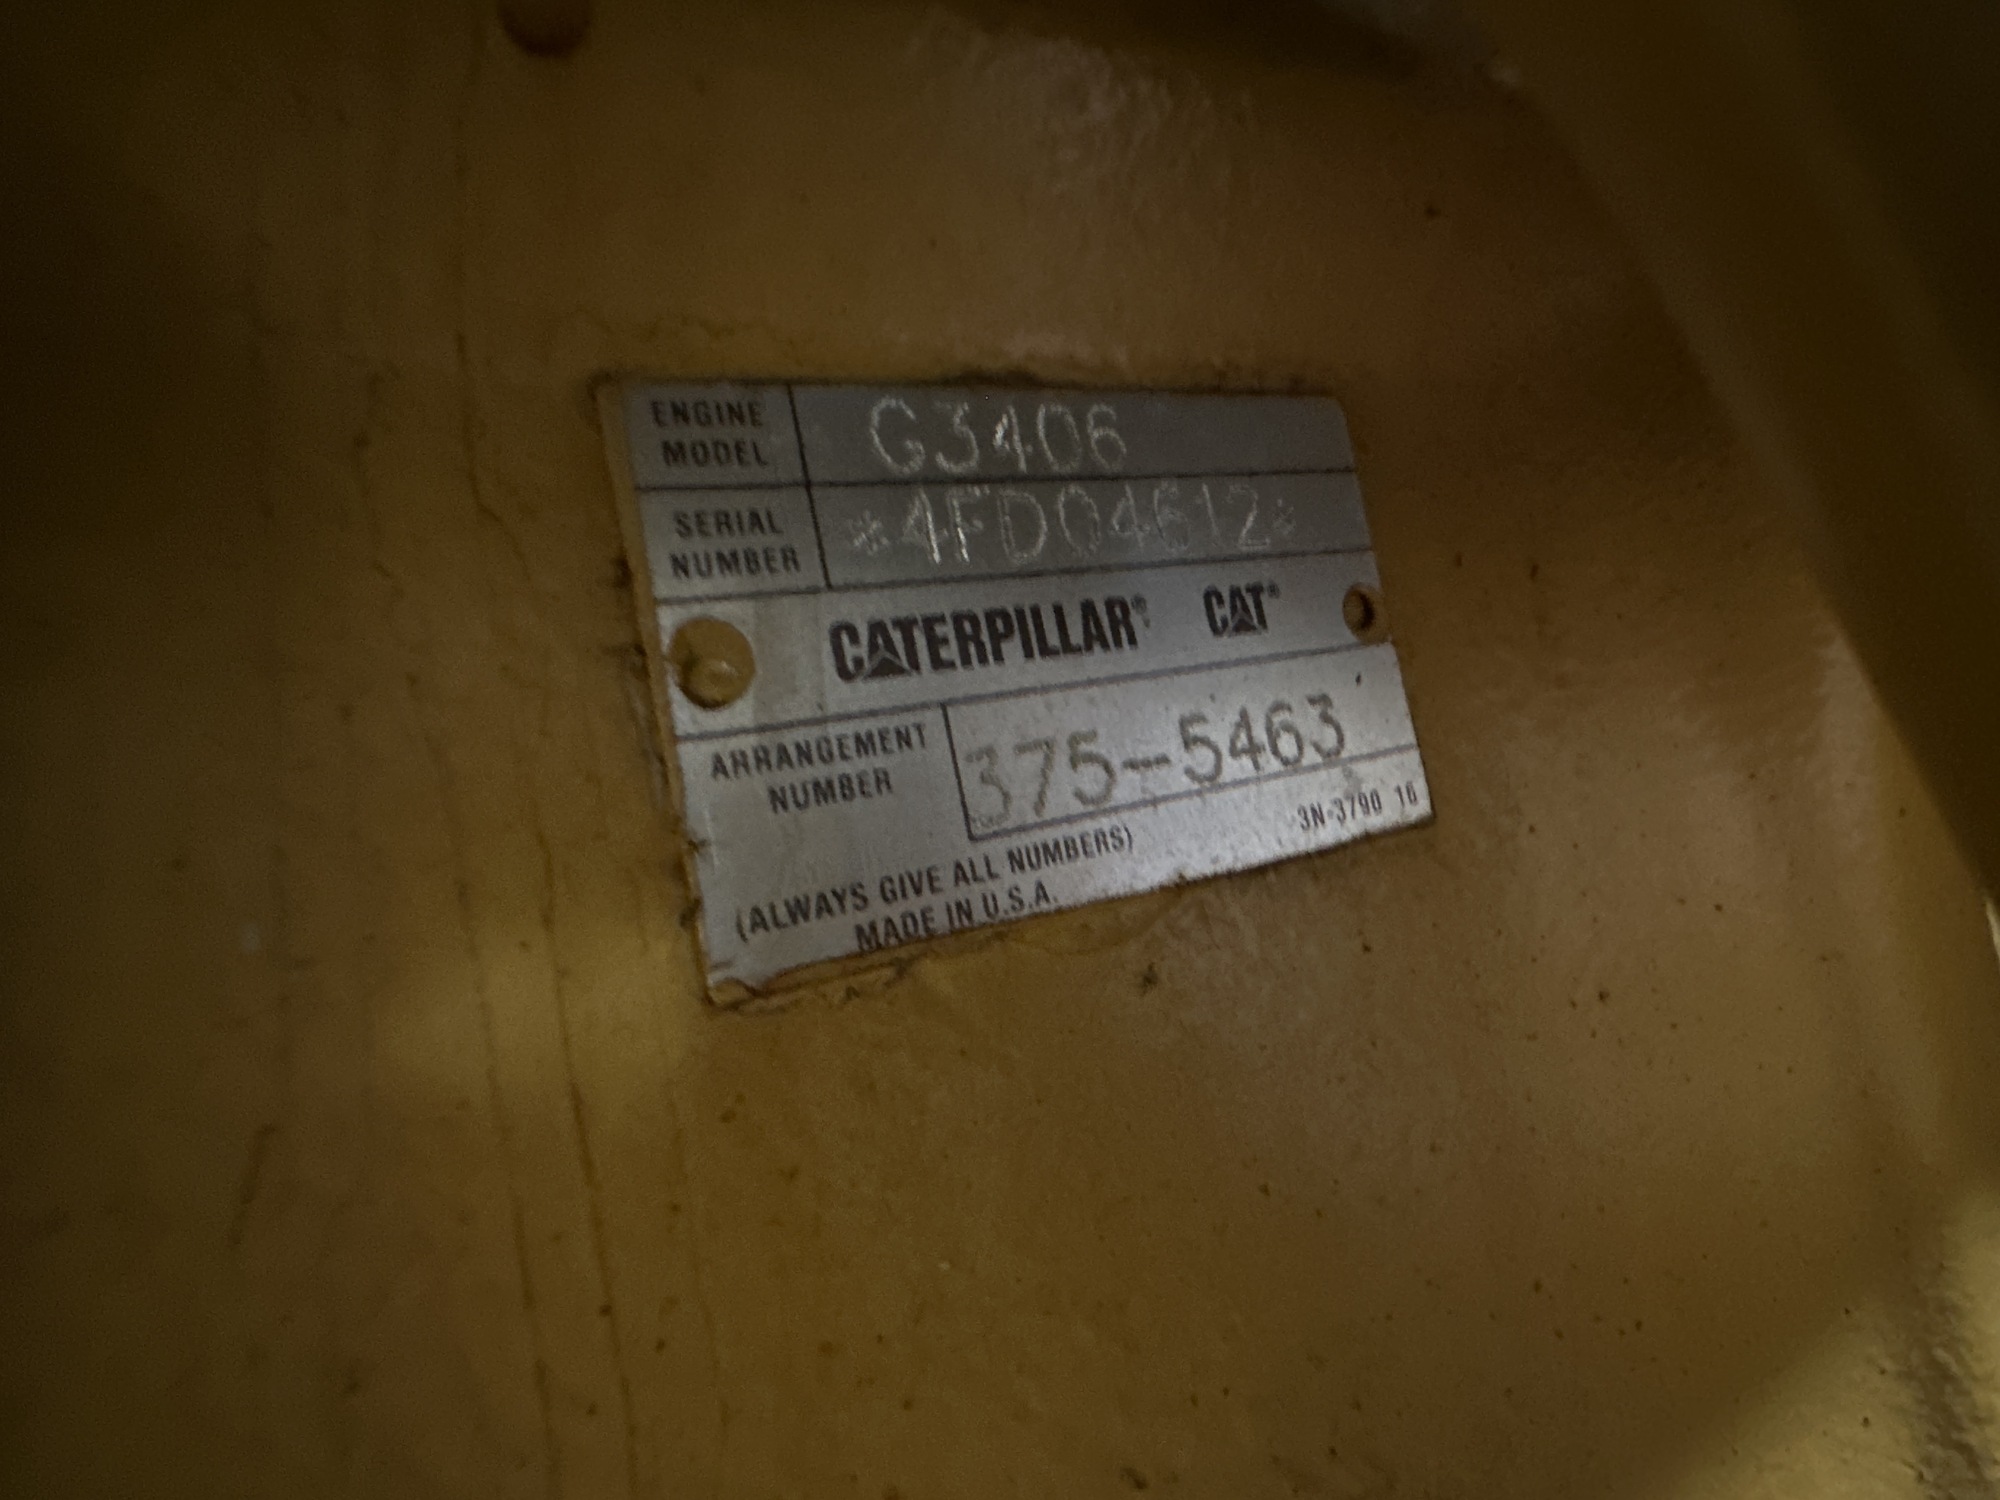 ENGINE MODEL G3406
SERIAL NUMBER *4FD04612*
CATERPILLAR® CAT®
ARRANGEMENT NUMBER 375-5463
3N-3790 16
(ALWAYS GIVE ALL NUMBERS)
MADE IN U.S.A.